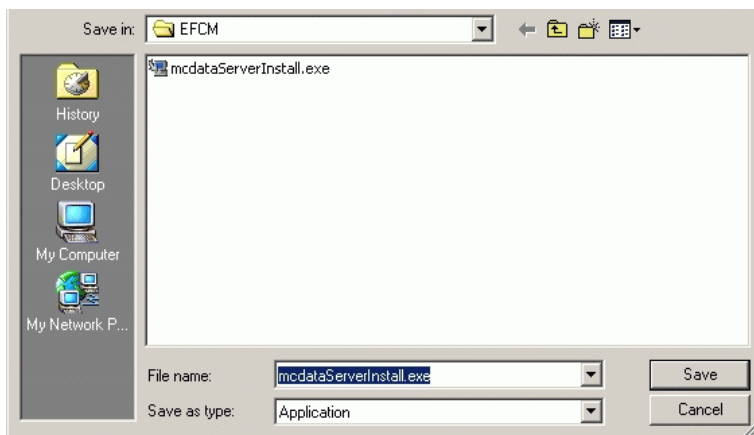 Save in:
EFCM
mcdataServerInstall.exe
History
Desktop
My Computer
My Network P...
File name:
mcdataServerInstall.exe
Save
Save as type:
Application
Cancel